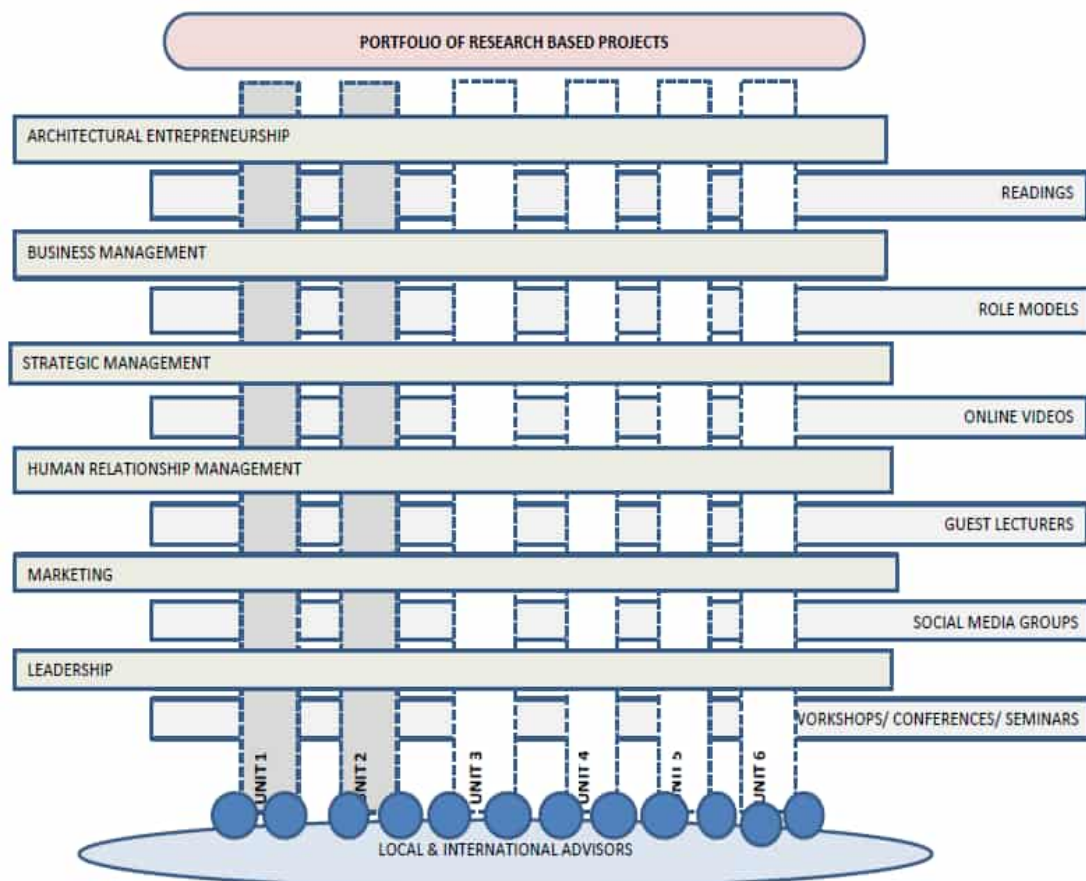 PORTFOLIO OF RESEARCH BASED PROJECTS
ARCHITECTURAL ENTREPRENEURSHIP
READINGS
BUSINESS MANAGEMENT
ROLE MODELS
STRATEGIC MANAGEMENT
ONLINE VIDEOS
HUMAN RELATIONSHIP MANAGEMENT
GUEST LECTURERS
MARKETING
SOCIAL MEDIA GROUPS
LEADERSHIP
WORKSHOPS/ CONFERENCES/ SEMINARS
UNIT 1
UNIT 2
UNIT 3
UNIT 4
UNIT 5
UNIT 6
LOCAL & INTERNATIONAL ADVISORS